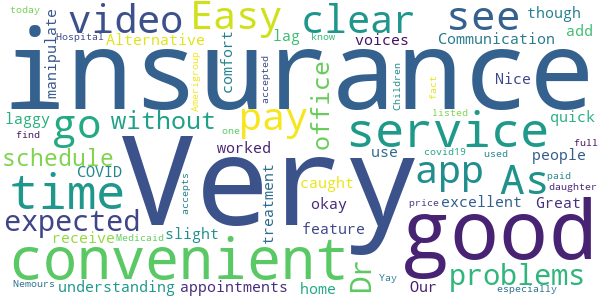 today
manipulate
Hospital
video
Alternative
Easy
lag
comfort
clear
voices
see
Communication
though
add
know
insurance
Nice
laggy
find
go
without
Amerigroup
pay
accepted
office
Children
service
fact
listed
quick
one
full
schedule
COVID
worked
use
covid19
used
people
time
accepts
Very
treatment
caught
okay
app
As
paid
daughter
expected
price
excellent
Great
receive
Medicaid
slight
feature
good
convenient
Dr
Our
problems
Nemours
understanding
appointments
home
Yay
especially